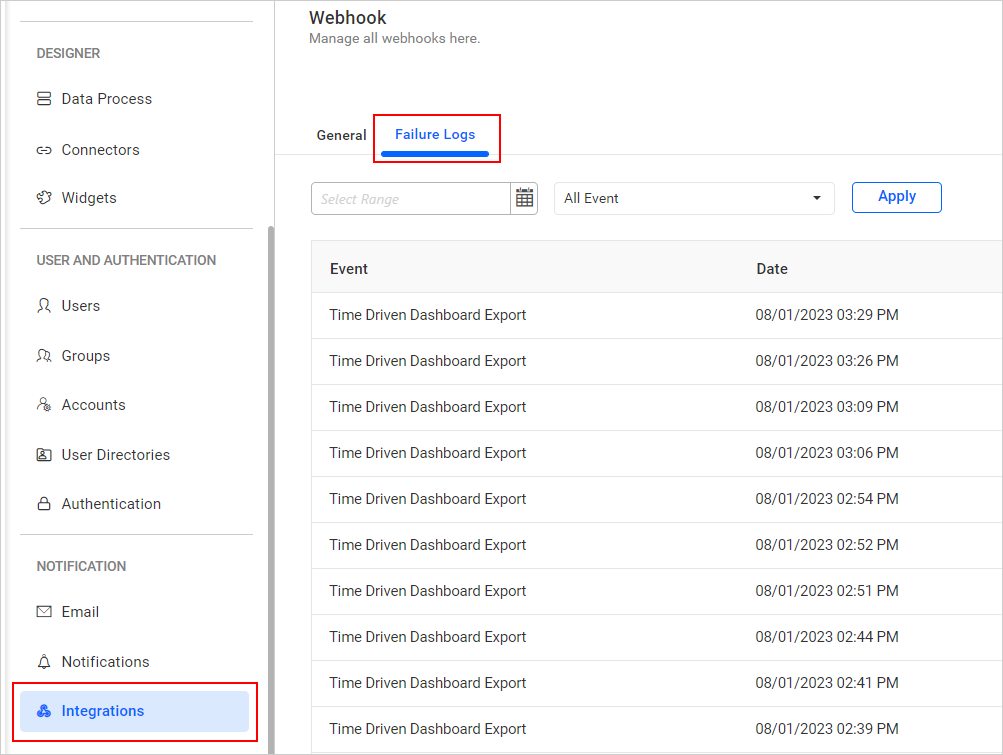 DESIGNER
Data Process
Connectors
Widgets
USER AND AUTHENTICATION
Users
Groups
Accounts
User Directories
Authentication
NOTIFICATION
Email
Notifications
Integrations
Webhook
Manage all webhooks here.
General Failure Logs
Select Range All Event Apply
Event Date
Time Driven Dashboard Export 08/01/2023 03:29 PM
Time Driven Dashboard Export 08/01/2023 03:26 PM
Time Driven Dashboard Export 08/01/2023 03:09 PM
Time Driven Dashboard Export 08/01/2023 03:06 PM
Time Driven Dashboard Export 08/01/2023 02:54 PM
Time Driven Dashboard Export 08/01/2023 02:52 PM
Time Driven Dashboard Export 08/01/2023 02:51 PM
Time Driven Dashboard Export 08/01/2023 02:44 PM
Time Driven Dashboard Export 08/01/2023 02:41 PM
Time Driven Dashboard Export 08/01/2023 02:39 PM